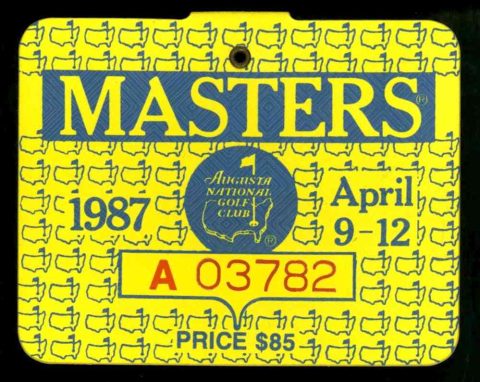 MASTERS®
AUGUSTA
NATIONAL
GOLF
CLUB
®
1987
April
9-12
A 03782
PRICE $85